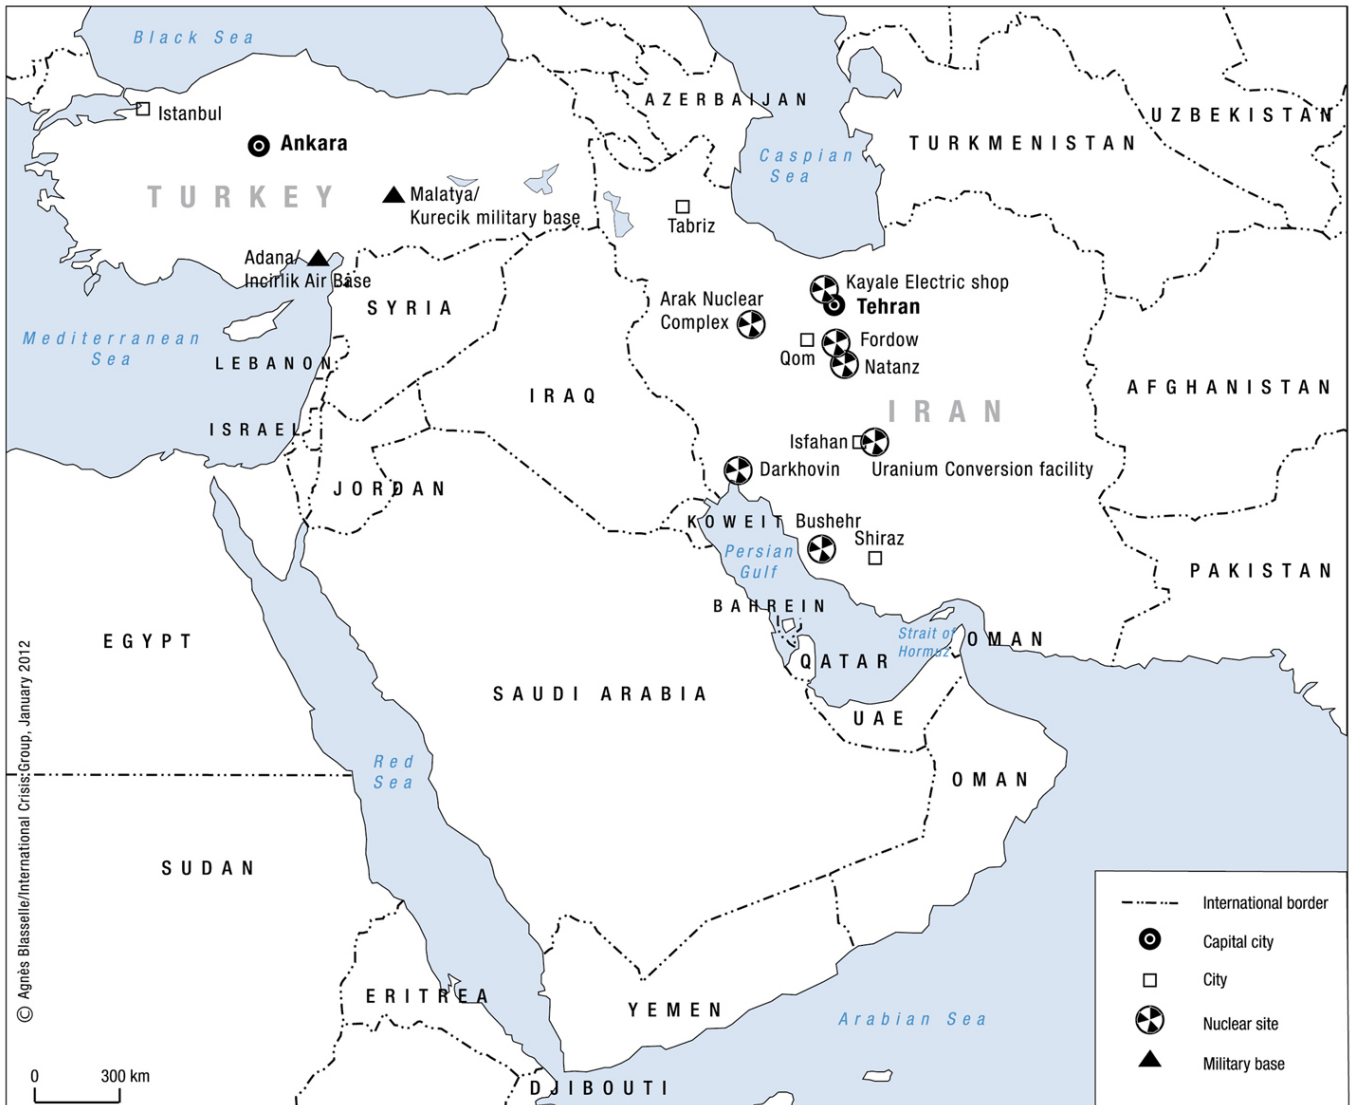 Black Sea
Istanbul
Ankara
TURKEY
Malatya/
Kurecik military base
Adana/
Incirlik Air Base
AZERBAIJAN
Caspian
Sea
TURKMENISTAN
UZBEKISTAN
Tabriz
SYRIA
Mediterranean
Sea
LEBANON
ISRAEL
JORDAN
IRAQ
Arak Nuclear
Complex
Kayale Electric shop
Tehran
Qom
Fordow
Natanz
IRAN
AFGHANISTAN
Isfahan
Uranium Conversion facility
Darkhovin
KOWEIT
Bushehr
Shiraz
Persian
Gulf
PAKISTAN
BAHREIN
Strait of
Hormuz
OMAN
QATAR
UAE
EGYPT
SAUDI ARABIA
Red
Sea
OMAN
SUDAN
ERITREA
YEMEN
Arabian Sea
DJIBOUTI
International border
Capital city
City
Nuclear site
Military base
0 300 km
© Agnès Blasselle/International Crisis Group, January 2012